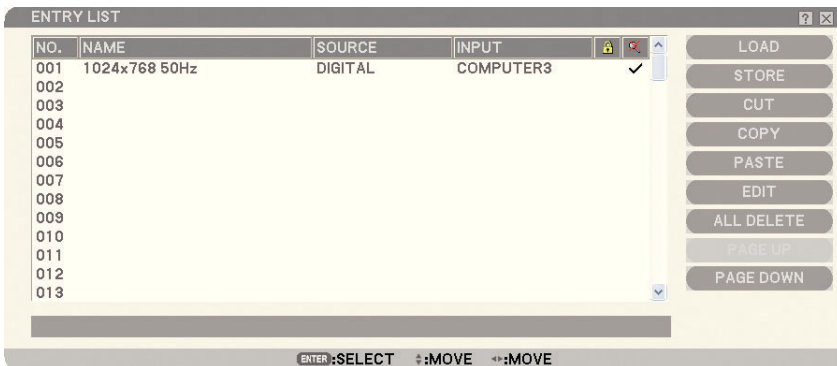 ENTRY LIST
NO. NAME SOURCE INPUT
001 1024x768 50Hz DIGITAL COMPUTER3
002
003
004
005
006
007
008
009
010
011
012
013
LOAD
STORE
CUT
COPY
PASTE
EDIT
ALL DELETE
PAGE UP
PAGE DOWN
ENTER :SELECT :MOVE :MOVE